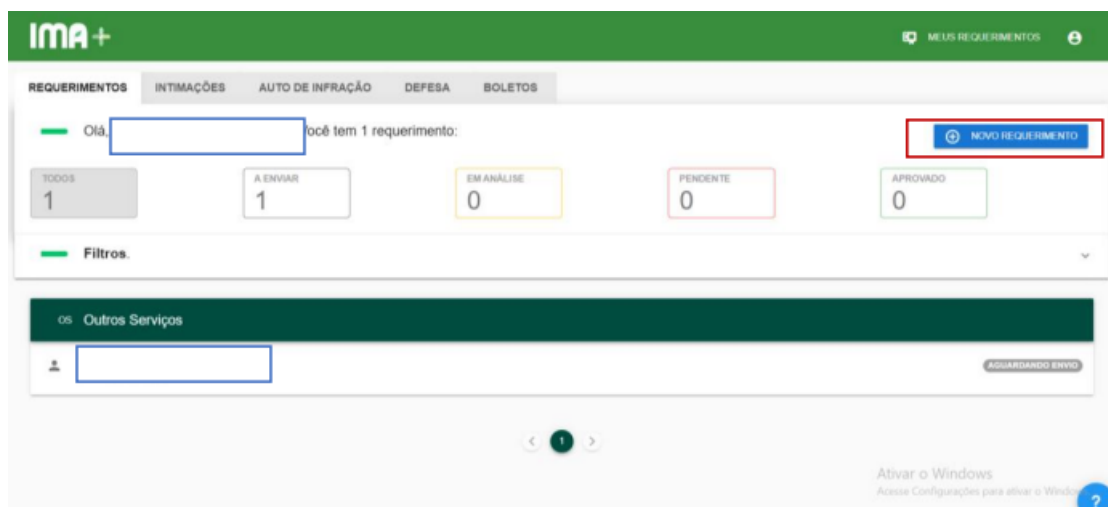 IMA+
MEUS REQUERIMENTOS
REQUERIMENTOS INTIMAÇÕES AUTO DE INFRAÇÃO DEFESA BOLETOS
Olá, você tem 1 requerimento:
NOVO REQUERIMENTO
TODOS A ENVIAR EM ANÁLISE PENDENTE APROVADO
1 1 0 0 0
Filtros.
OS Outros Serviços
AGUARDANDO ENVIO
< 1 >
Ativar o Windows
Acesse Configurações para ativar o Windows
?